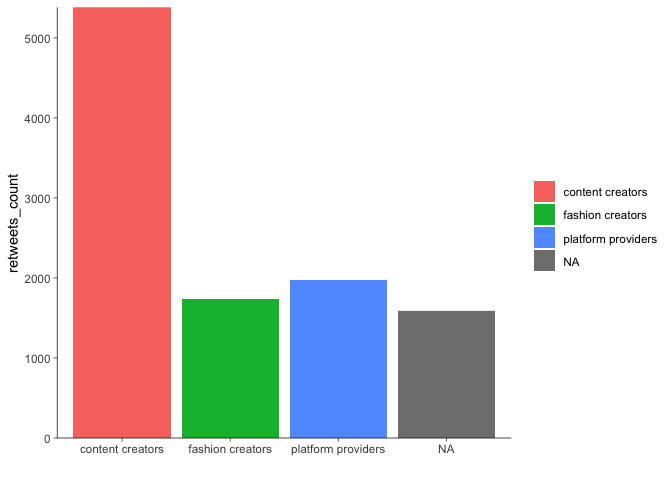 retweets_count
5000
4000
3000
2000
1000
0
content creators
fashion creators
platform providers
NA
content creators
fashion creators
platform providers
NA